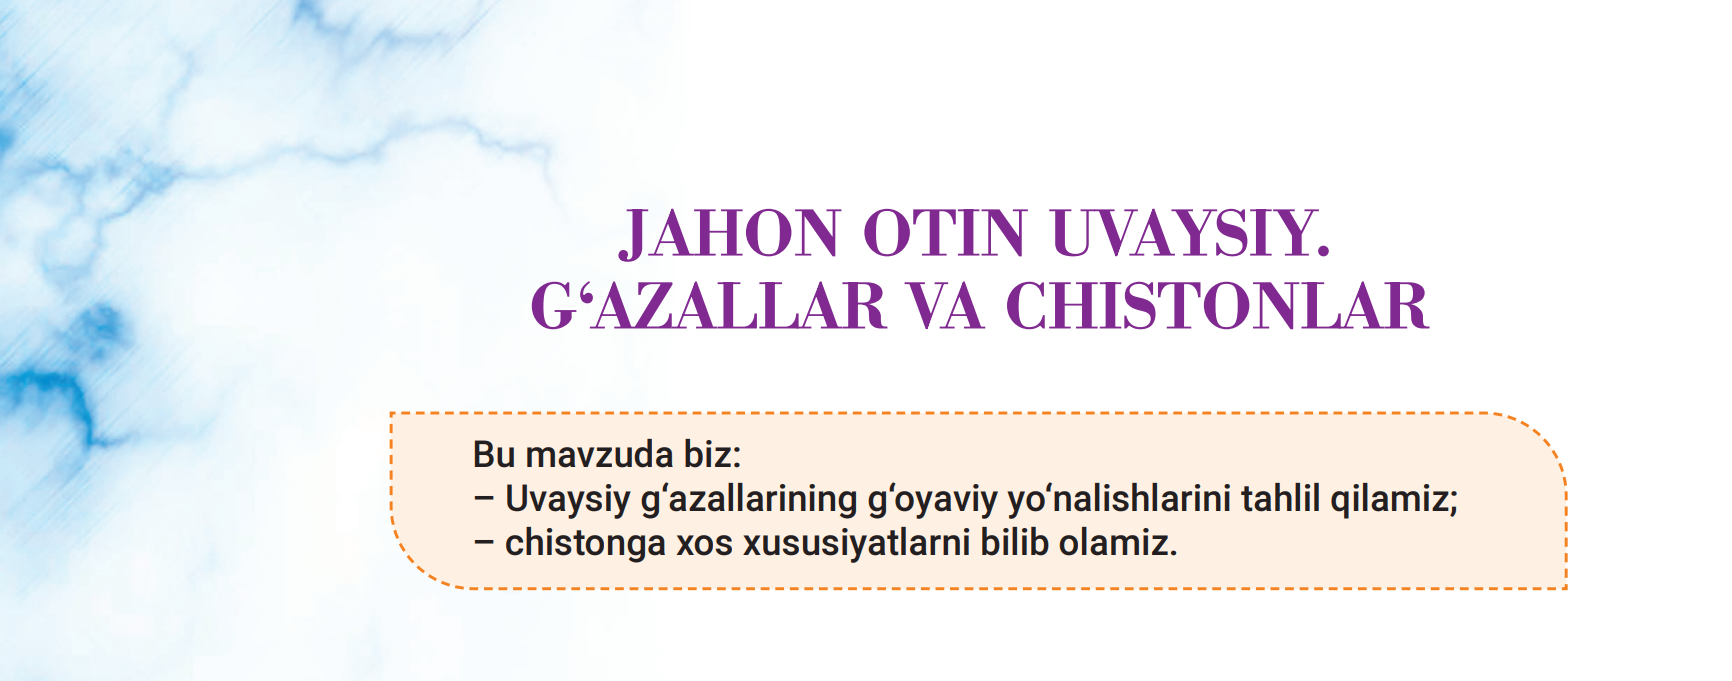 JAHON OTIN UVAYSIY.
G‘AZALLAR VA CHISTONLAR
Bu mavzuda biz:
– Uvaysiy g‘azallarining g‘oyaviy yo‘nalishlarini tahlil qilamiz;
– chistonga xos xususiyatlarni bilib olamiz.